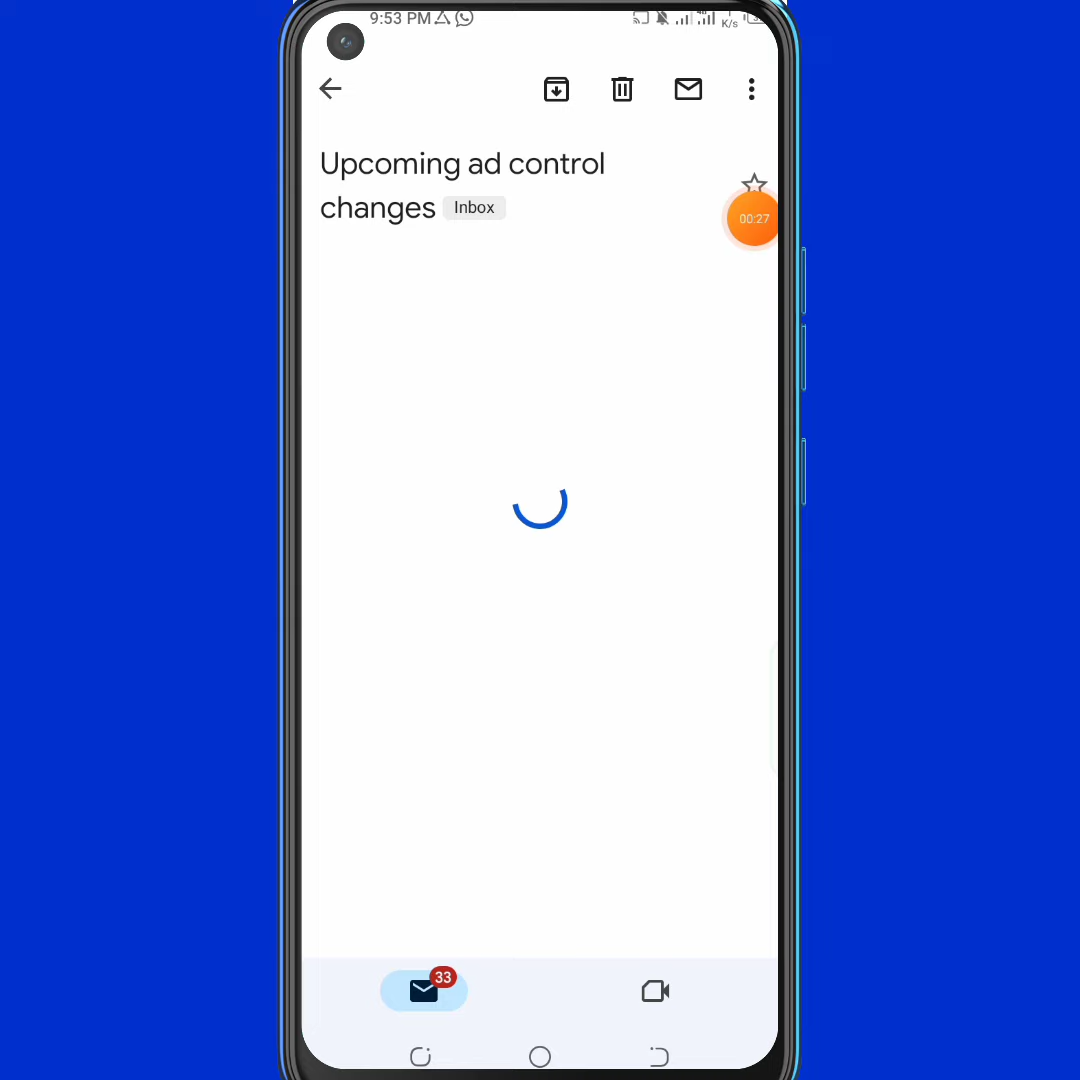 9:53 PM
K/s
Upcoming ad control
changes Inbox
00:27
33